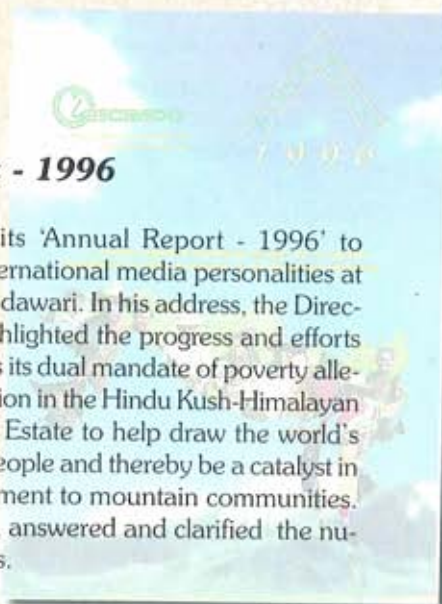 1996
- 1996
its 'Annual Report - 1996' to
ernational media personalities at
dawari. In his address, the Direc-
hlighted the progress and efforts
s its dual mandate of poverty alle-
ion in the Hindu Kush-Himalayan
Estate to help draw the world's
eople and thereby be a catalyst in
ment to mountain communities.
answered and clarified the nu-
s.